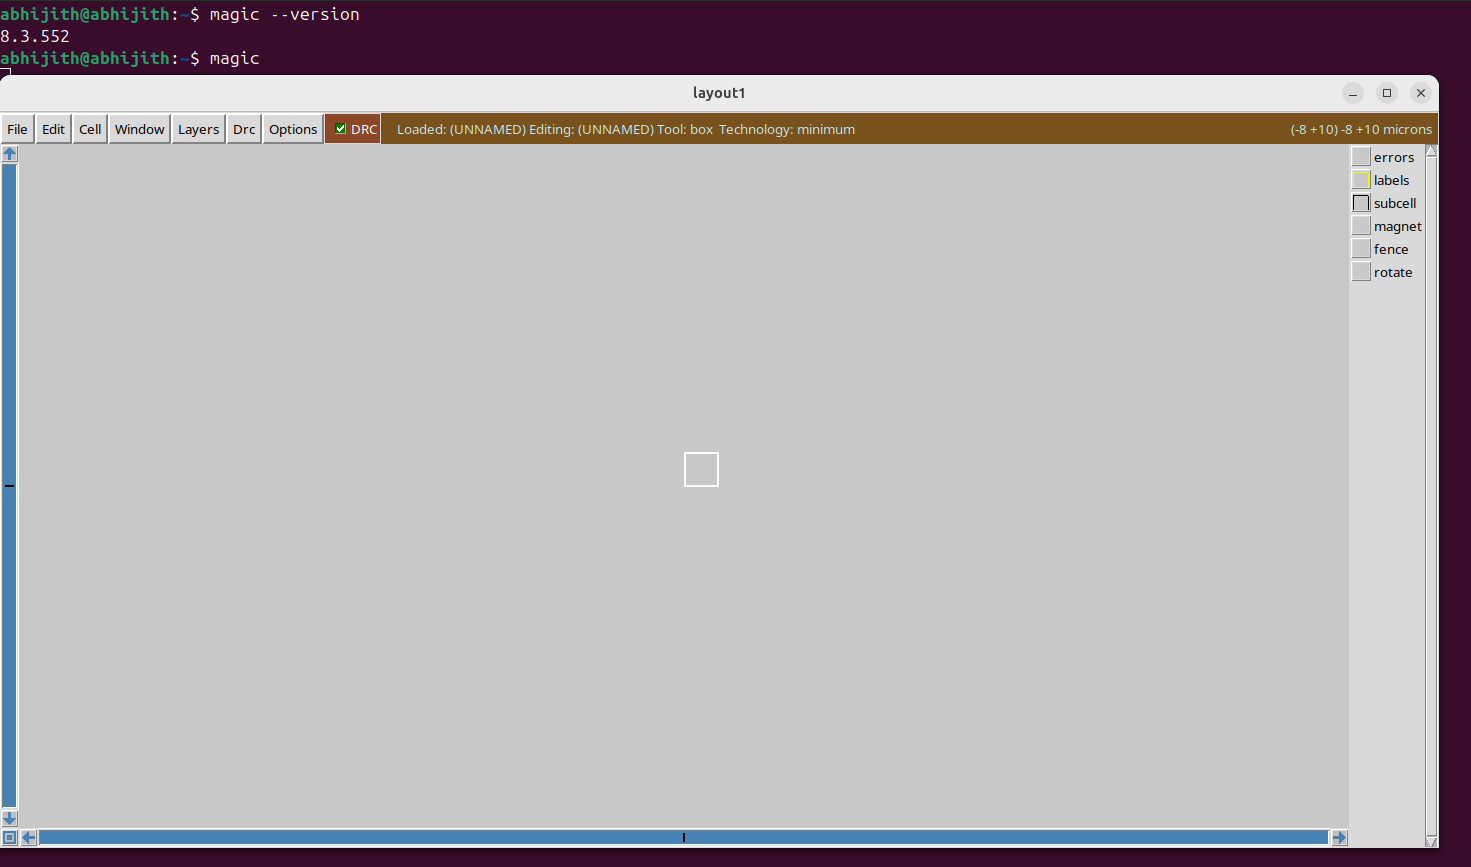 abhijith@abhijith:~$ magic --version
8.3.552
abhijith@abhijith:~$ magic
layout1
File Edit Cell Window Layers Drc Options DRC Loaded: (UNNAMED) Editing: (UNNAMED) Tool: box Technology: minimum (-8 +10) -8 +10 microns
errors
labels
subcell
magnet
fence
rotate